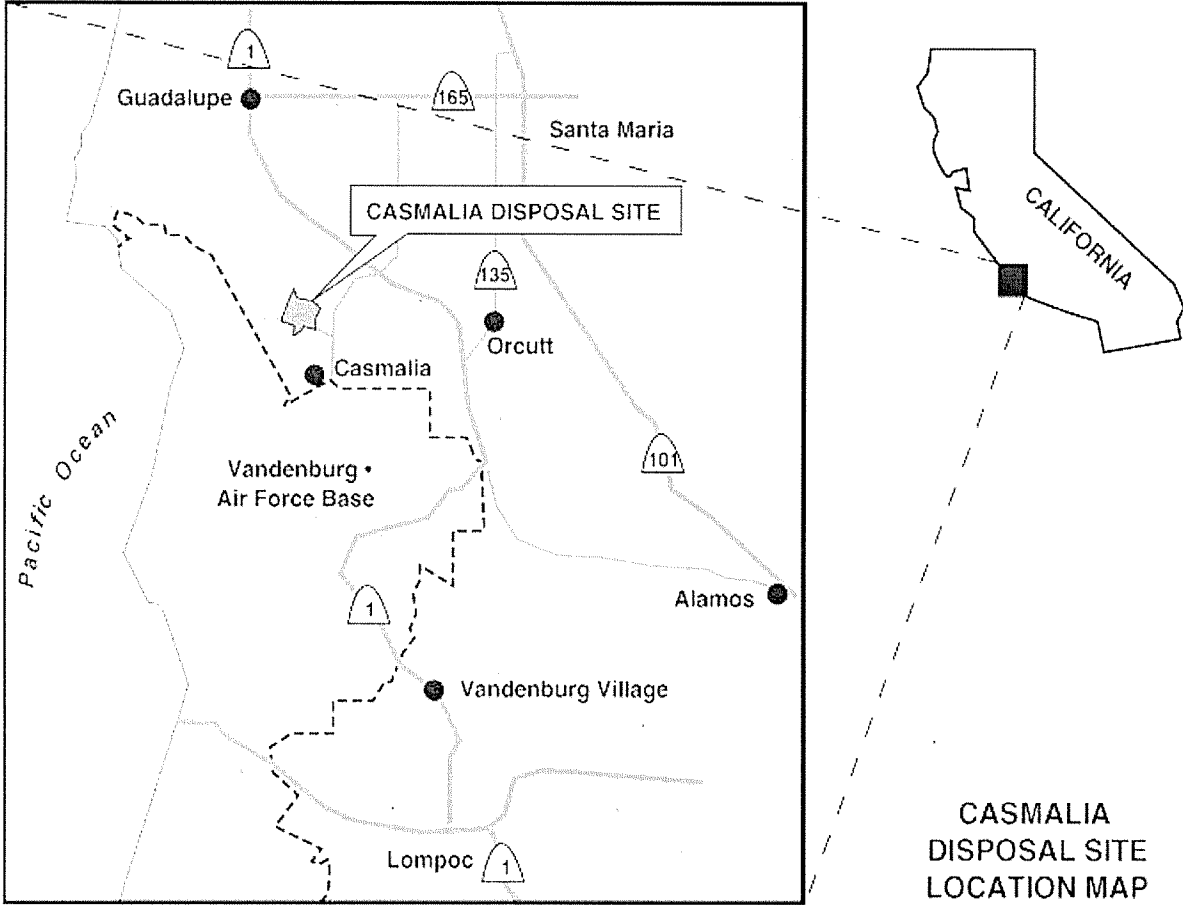 1
Guadalupe
165
Santa Maria
CASMALIA DISPOSAL SITE
CALIFORNIA
135
Orcutt
Casmalia
Pacific Ocean
Vandenburg
Air Force Base
101
1
Alamos
Vandenburg Village
Lompoc
1
CASMALIA
DISPOSAL SITE
LOCATION MAP